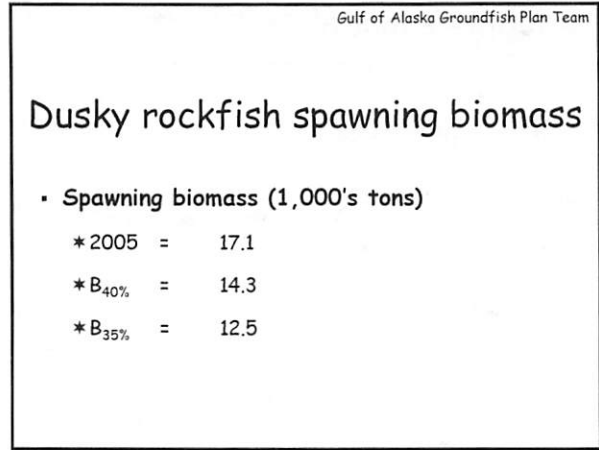 Gulf of Alaska Groundfish Plan Team
Dusky rockfish spawning biomass
▪ Spawning biomass (1,000's tons)
✶ 2005 = 17.1
✶ B40% = 14.3
✶ B35% = 12.5